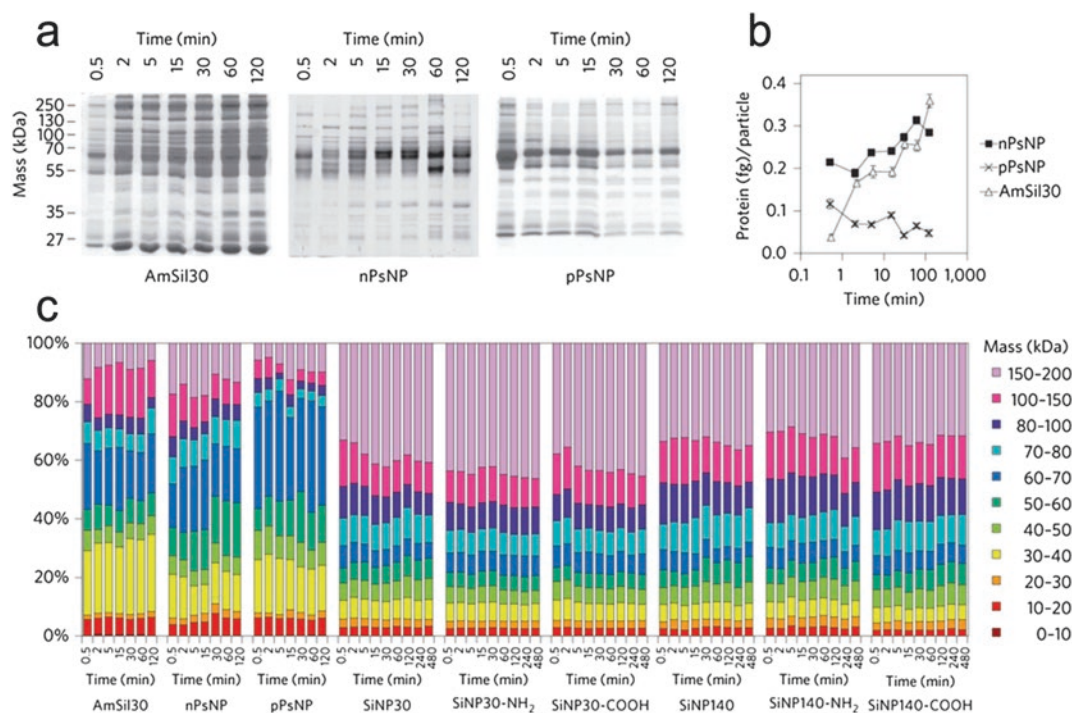 a
Time (min) Time (min) Time (min)
0.5 2 5 15 30 60 120 0.5 2 5 15 30 60 120 0.5 2 5 15 30 60 120
Mass (kDa)
250
130
100
70
55
35
27
AmSil30 nPsNP pPsNP
b
Protein (fg)/particle
0.4
0.3
0.2
0.1
0.0
0.1 1 10 100 1,000
Time (min)
nPsNP
pPsNP
AmSil30
c
100%
80%
60%
40%
20%
0%
0.5 2 5 15 30 60 120 0.5 2 5 15 30 60 120 0.5 2 5 15 30 60 120 0.5 2 5 15 30 60 120 240 480 0.5 2 5 15 30 60 120 240 480 0.5 2 5 15 30 60 120 240 480 0.5 2 5 15 30 60 120 240 480 0.5 2 5 15 30 60 120 240 480 0.5 2 5 15 30 60 120 240 480
Time (min) Time (min) Time (min) Time (min) Time (min) Time (min) Time (min) Time (min) Time (min)
AmSil30 nPsNP pPsNP SiNP30 SiNP30-NH₂ SiNP30-COOH SiNP140 SiNP140-NH₂ SiNP140-COOH
Mass (kDa)
150-200
100-150
80-100
70-80
60-70
50-60
40-50
30-40
20-30
10-20
0-10